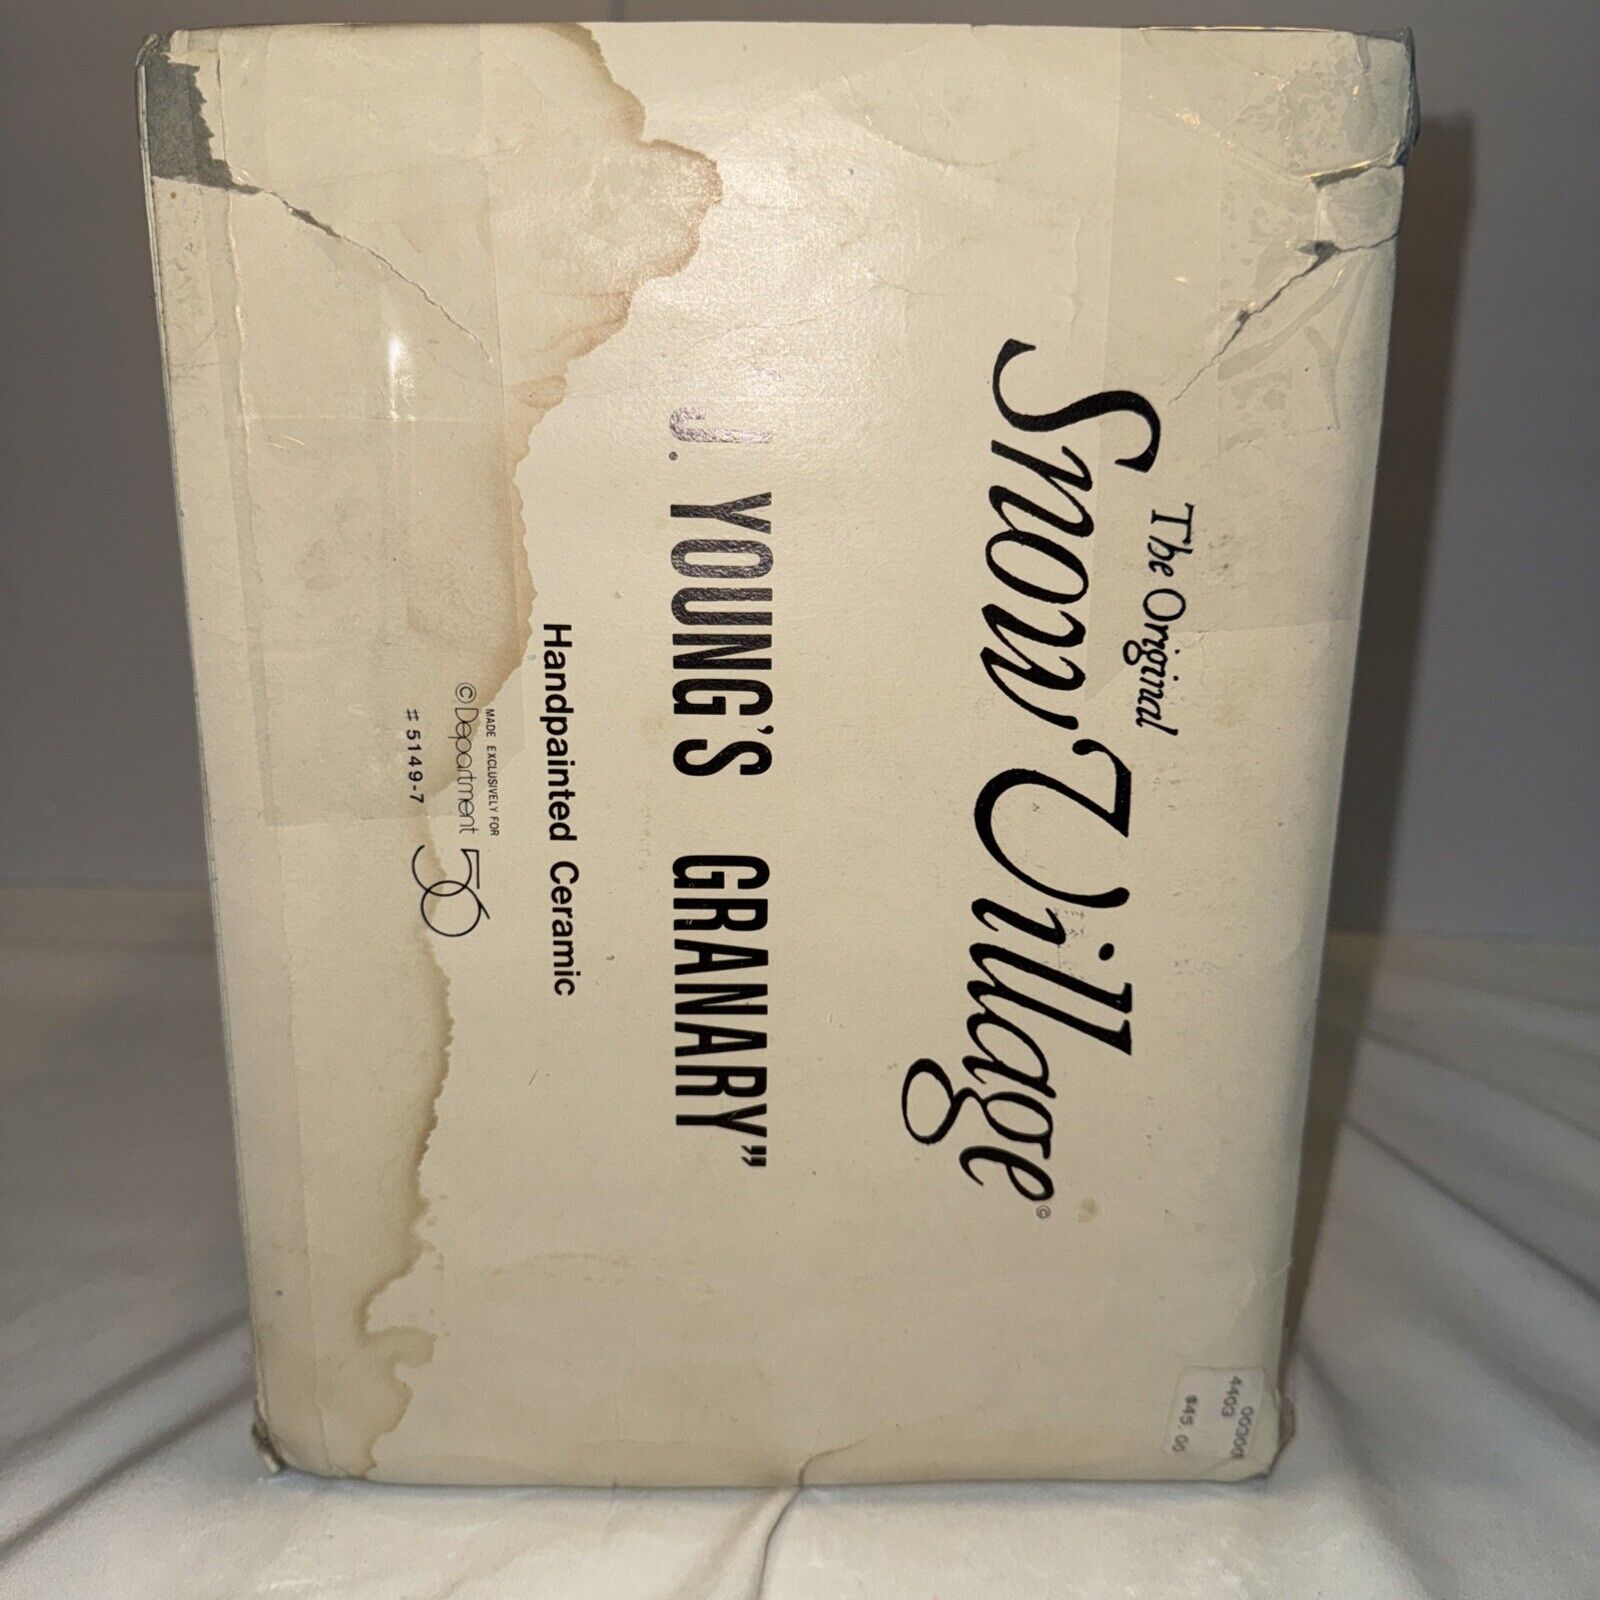 The Original
Snow Village©
J. YOUNG'S GRANARY"
Handpainted Ceramic
MADE EXCLUSIVELY FOR
© Department 56
# 5149-7
4403
$45.00